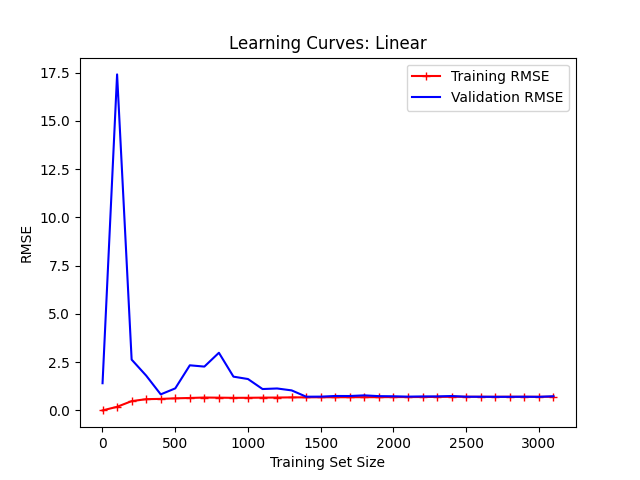 Learning Curves: Linear
Training RMSE
Validation RMSE
17.5
15.0
12.5
10.0
7.5
5.0
2.5
0.0
RMSE
0 500 1000 1500 2000 2500 3000
Training Set Size